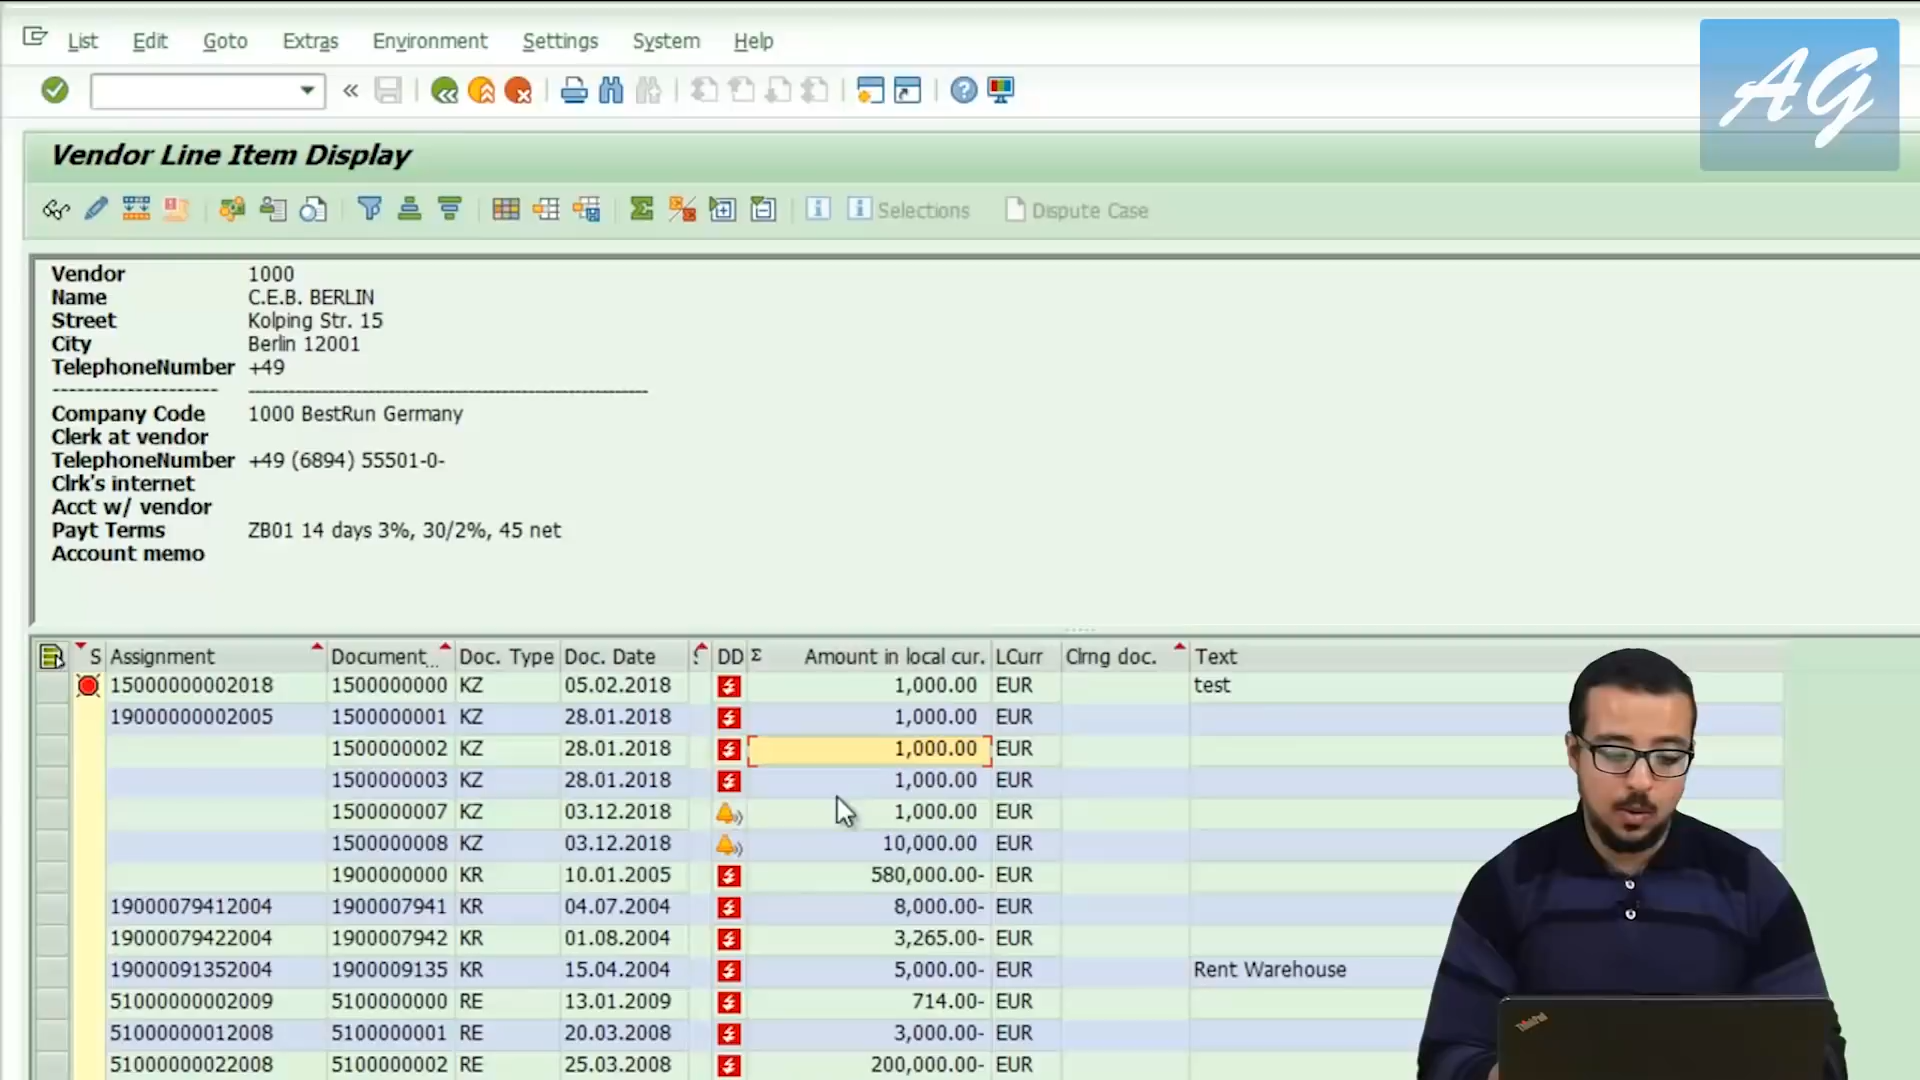 List Edit Goto Extras Environment Settings System Help
AG
Vendor Line Item Display
Selections Dispute Case
Vendor 1000
Name C.E.B. BERLIN
Street Kolping Str. 15
City Berlin 12001
TelephoneNumber +49
Company Code 1000 BestRun Germany
Clerk at vendor
TelephoneNumber +49 (6894) 55501-0-
Clrk's internet
Acct w/ vendor
Payt Terms ZB01 14 days 3%, 30/2%, 45 net
Account memo
S Assignment Document.. Doc. Type Doc. Date DD Σ Amount in local cur. LCurr Clrng doc. Text
15000000002018 1500000000 KZ 05.02.2018 1,000.00 EUR test
19000000002005 1500000001 KZ 28.01.2018 1,000.00 EUR
1500000002 KZ 28.01.2018 1,000.00 EUR
1500000003 KZ 28.01.2018 1,000.00 EUR
1500000007 KZ 03.12.2018 1,000.00 EUR
1500000008 KZ 03.12.2018 10,000.00 EUR
1900000000 KR 10.01.2005 580,000.00- EUR
19000079412004 1900007941 KR 04.07.2004 8,000.00- EUR
19000079422004 1900007942 KR 01.08.2004 3,265.00- EUR
19000091352004 1900009135 KR 15.04.2004 5,000.00- EUR Rent Warehouse
51000000002009 5100000000 RE 13.01.2009 714.00- EUR
51000000012008 5100000001 RE 20.03.2008 3,000.00- EUR
51000000022008 5100000002 RE 25.03.2008 200,000.00- EUR
ThinkPad